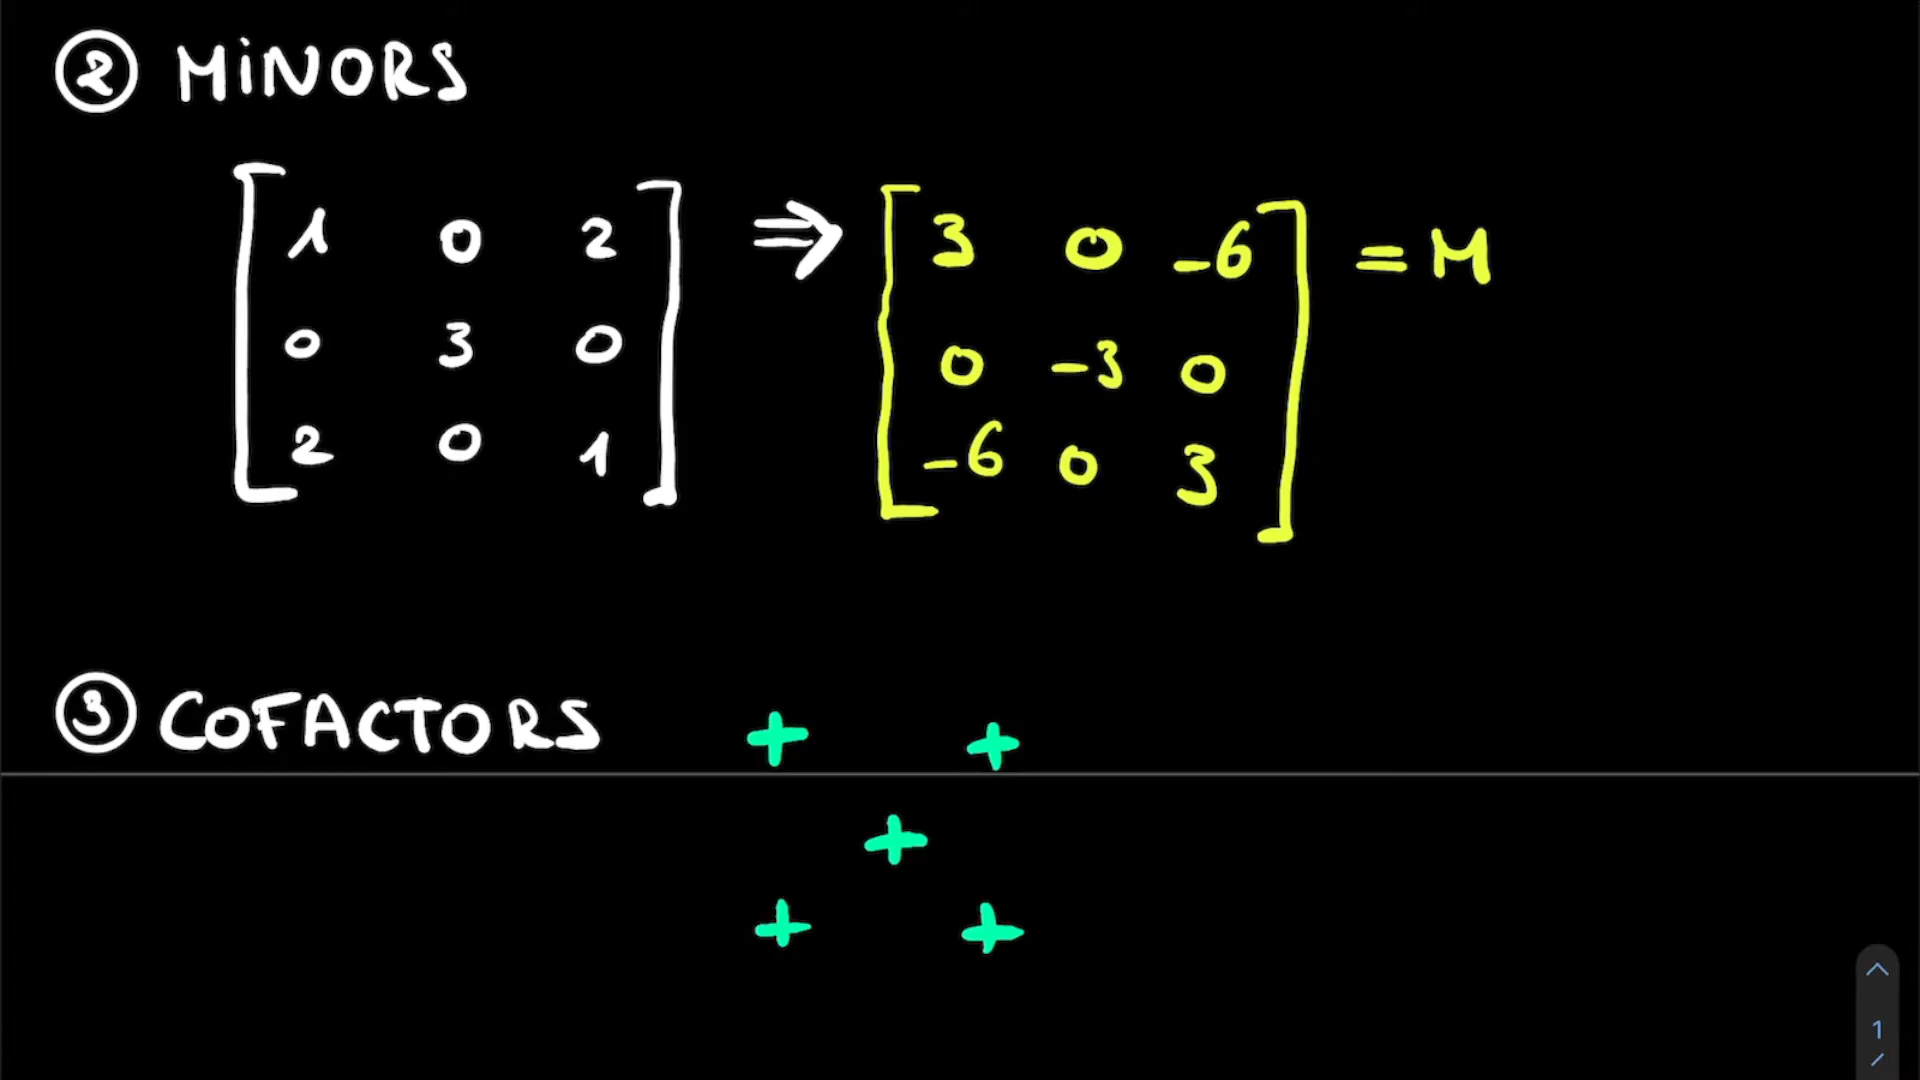 ② MINORS
[1 0 2] ⇒ [3 0 -6] = M
[0 3 0] [0 -3 0]
[2 0 1] [-6 0 3]
③ COFACTORS + +
+
+ +
1